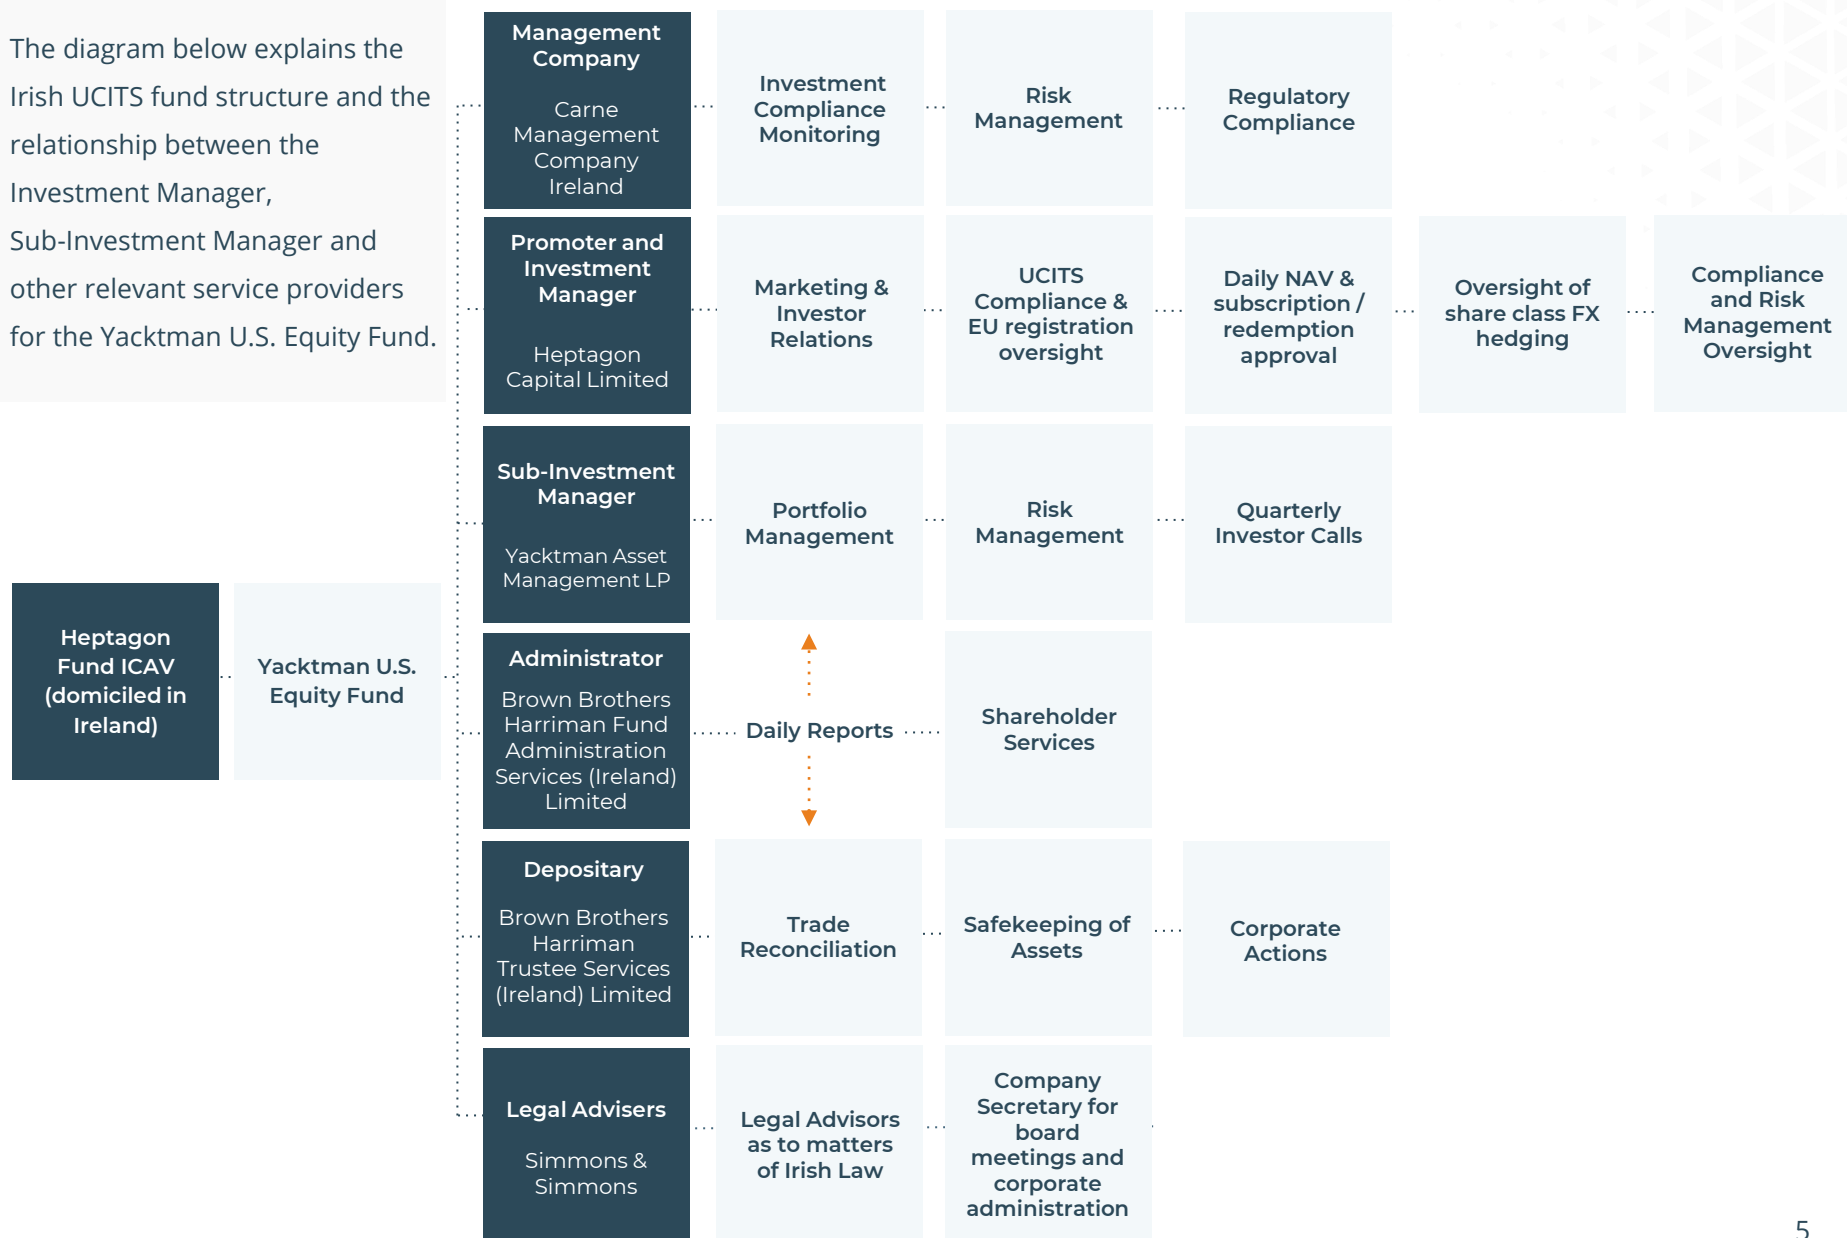 The diagram below explains the
Irish UCITS fund structure and the
relationship between the
Investment Manager,
Sub-Investment Manager and
other relevant service providers
for the Yacktman U.S. Equity Fund.
Heptagon
Fund ICAV
(domiciled in
Ireland)
Yacktman U.S.
Equity Fund
Management
Company
Carne
Management
Company
Ireland
Investment
Compliance
Monitoring
Risk
Management
Regulatory
Compliance
Promoter and
Investment
Manager
Heptagon
Capital Limited
Marketing &
Investor
Relations
UCITS
Compliance &
EU registration
oversight
Daily NAV &
subscription /
redemption
approval
Oversight of
share class FX
hedging
Compliance
and Risk
Management
Oversight
Sub-Investment
Manager
Yacktman Asset
Management LP
Portfolio
Management
Risk
Management
Quarterly
Investor Calls
Administrator
Brown Brothers
Harriman Fund
Administration
Services (Ireland)
Limited
Daily Reports
Shareholder
Services
Depositary
Brown Brothers
Harriman
Trustee Services
(Ireland) Limited
Trade
Reconciliation
Safekeeping of
Assets
Corporate
Actions
Legal Advisers
Simmons &
Simmons
Legal Advisors
as to matters
of Irish Law
Company
Secretary for
board
meetings and
corporate
administration
5